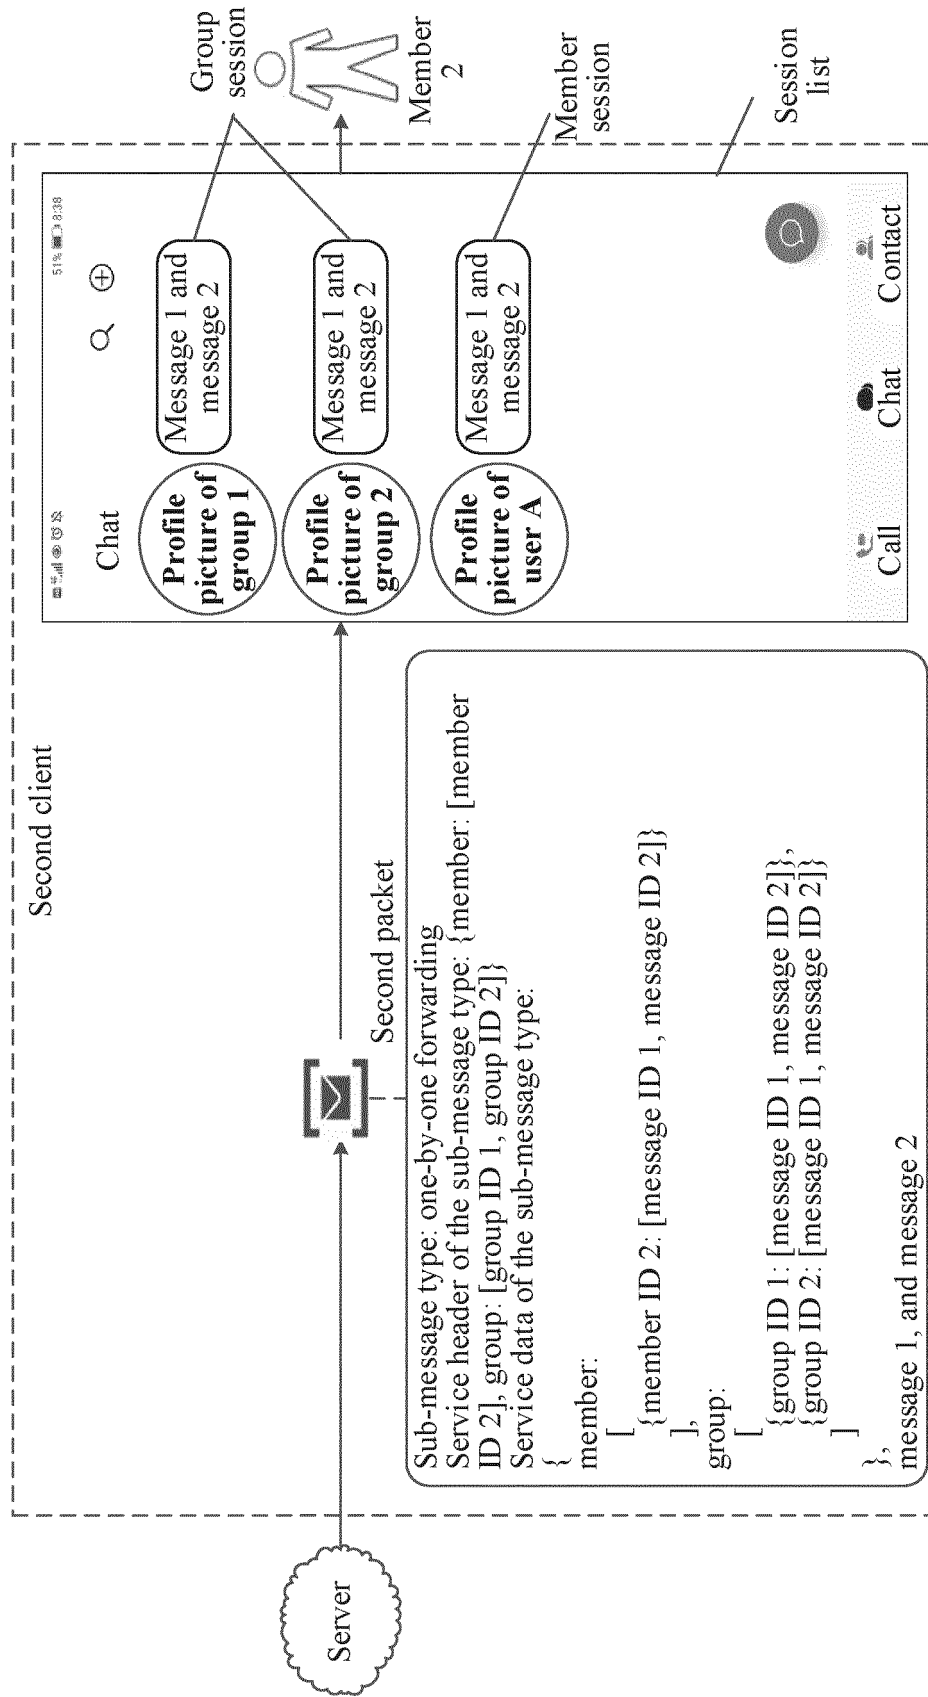 Second client
Server
Second packet
Sub-message type: one-by-one forwarding
Service header of the sub-message type: {member: [member
ID 2], group: [group ID 1, group ID 2]}
Service data of the sub-message type:
{
member:
[
{member ID 2: [message ID 1, message ID 2]}
],
group:
[
{group ID 1: [message ID 1, message ID 2]},
{group ID 2: [message ID 1, message ID 2]}
]
},
message 1, and message 2
51%
8:38
Chat
Profile
picture of
group 1
Message 1 and
message 2
Profile
picture of
group 2
Message 1 and
message 2
Profile
picture of
user A
Message 1 and
message 2
Call
Chat
Contact
Group
session
Member
2
Member
session
Session
list